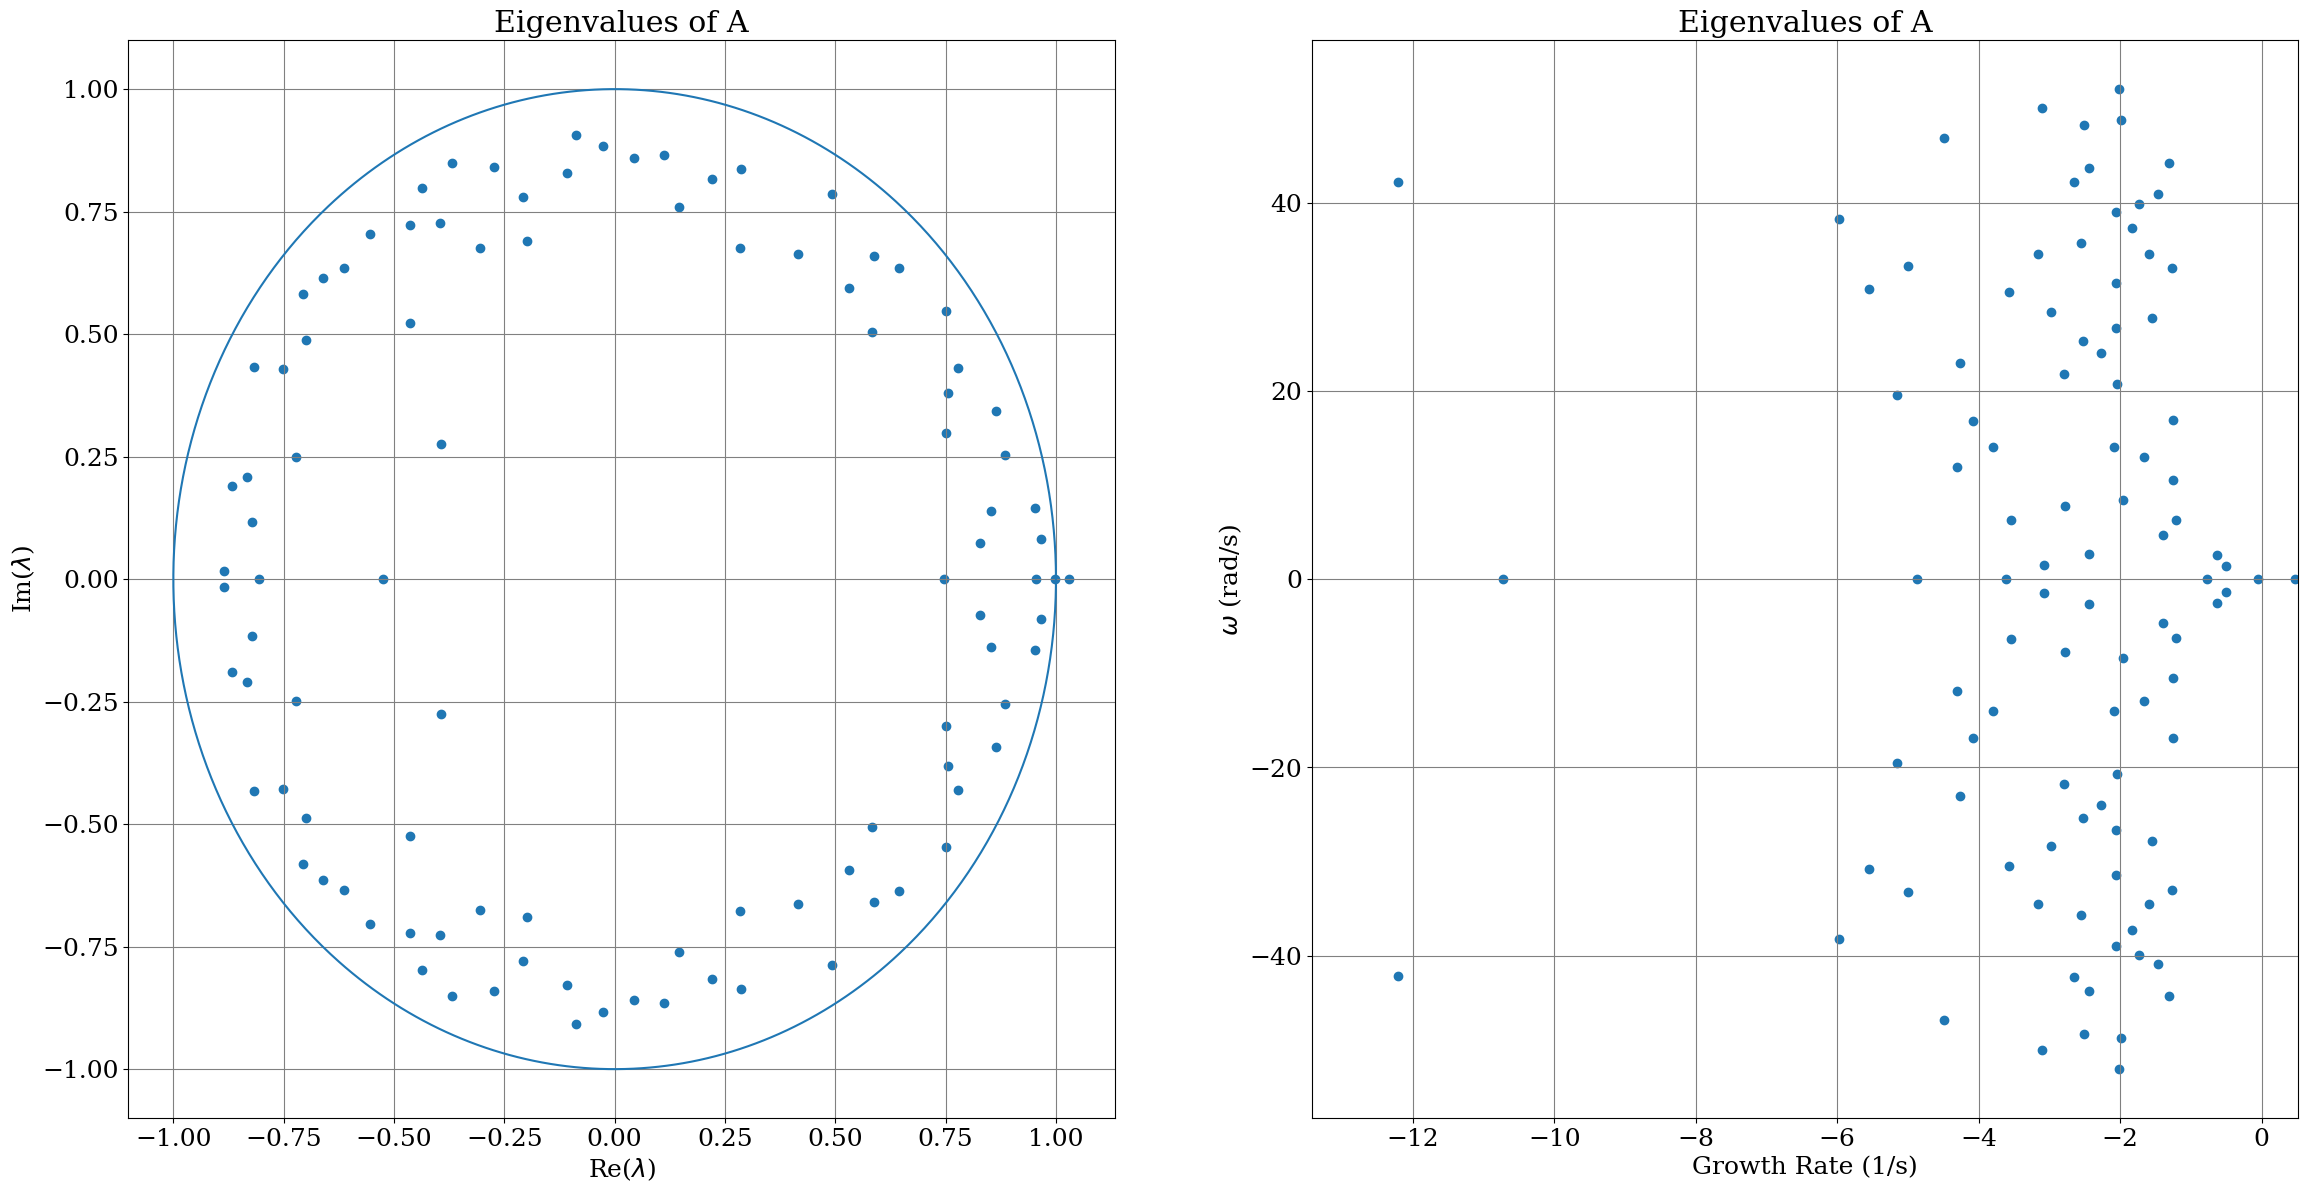 Eigenvalues of A
1.00
0.75
0.50
0.25
0.00
−0.25
−0.50
−0.75
−1.00
Im(λ)
−1.00 −0.75 −0.50 −0.25 0.00 0.25 0.50 0.75 1.00
Re(λ)
Eigenvalues of A
40
20
0
−20
−40
ω (rad/s)
−12 −10 −8 −6 −4 −2 0
Growth Rate (1/s)